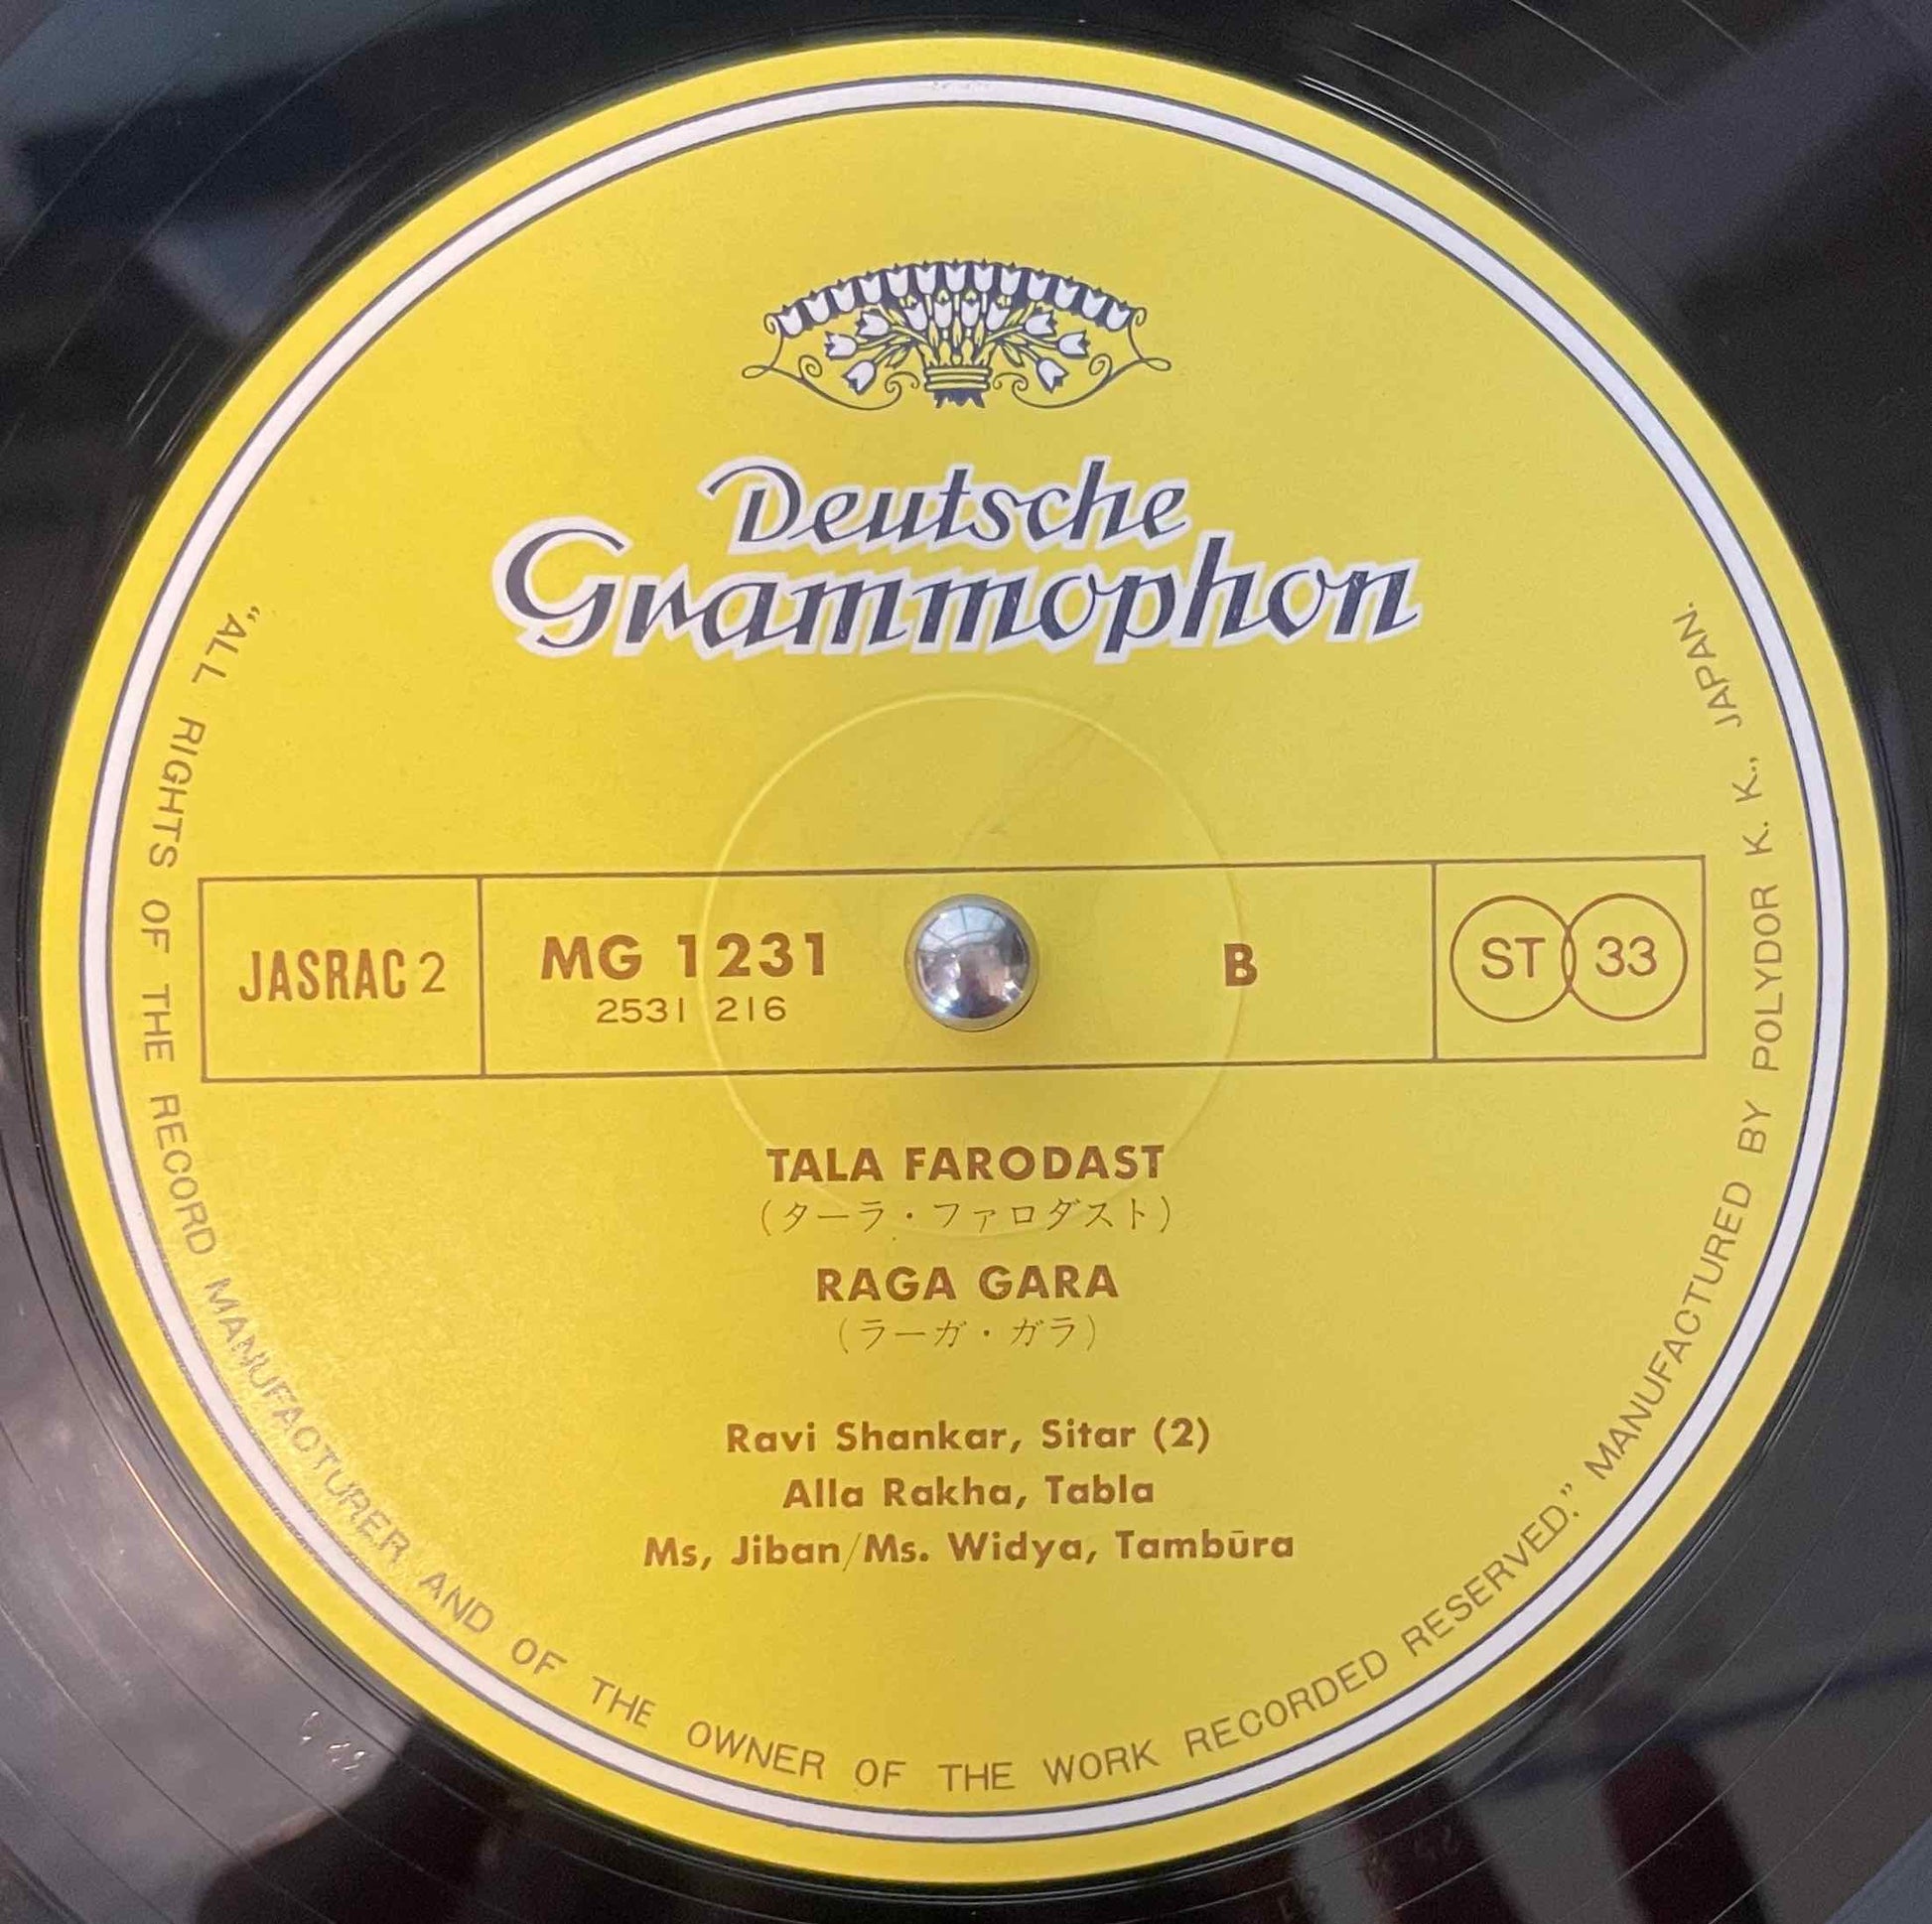 Deutsche
Grammophon
JASRAC 2
MG 1231
2531 216
B
ST 33
TALA FARODAST
(ターラ・ファロダスト)
RAGA GARA
(ラーガ・ガラ)
Ravi Shankar, Sitar (2)
Alla Rakha, Tabla
Ms, Jiban/Ms. Widya, Tambūra
“ALL RIGHTS OF THE RECORD MANUFACTURER AND OF THE OWNER OF THE WORK RECORDED RESERVED.” MANUFACTURED BY POLYDOR K. K., JAPAN.